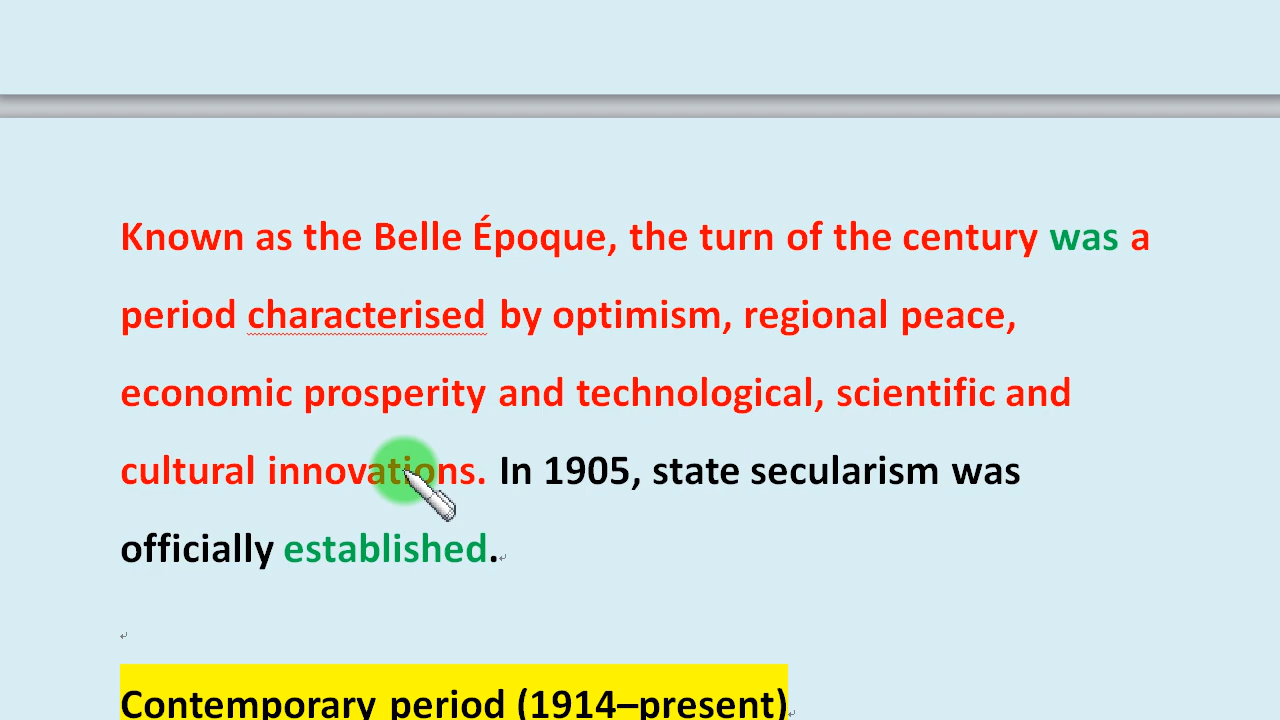 Known as the Belle Époque, the turn of the century was a
period characterised by optimism, regional peace,
economic prosperity and technological, scientific and
cultural innovations. In 1905, state secularism was
officially established.
Contemporary period (1914–present)